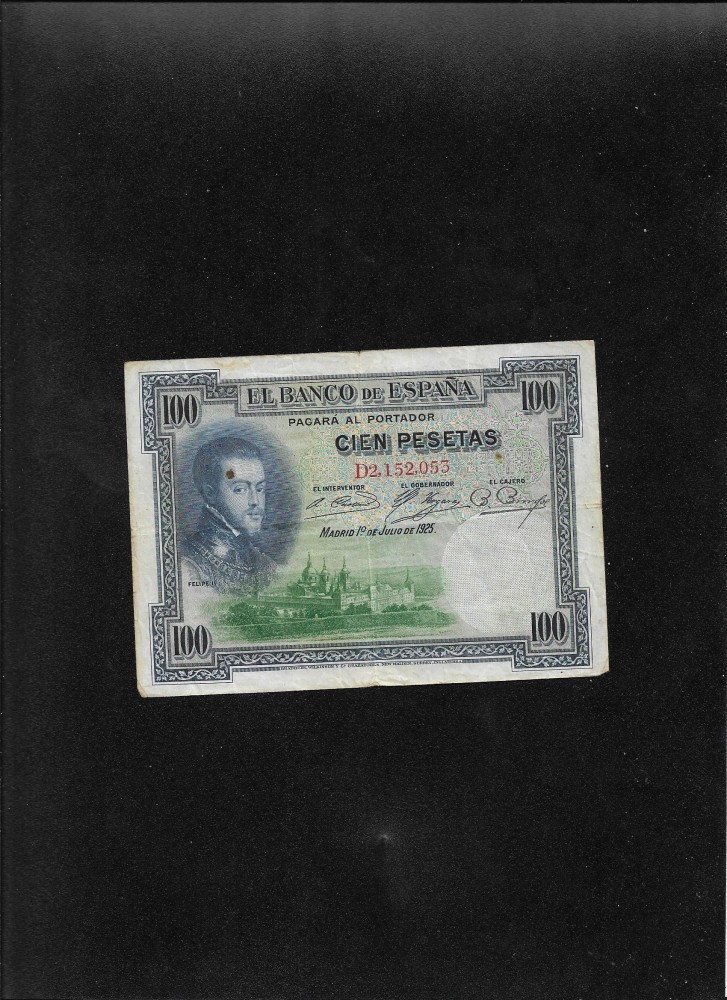 100
EL BANCO DE ESPAÑA
100
PAGARÁ AL PORTADOR
CIEN PESETAS
D2,152,053
EL INTERVENTOR
EL GOBERNADOR
EL CAJERO
MADRID 1º DE JULIO DE 1925.
FELIPE II
100
100